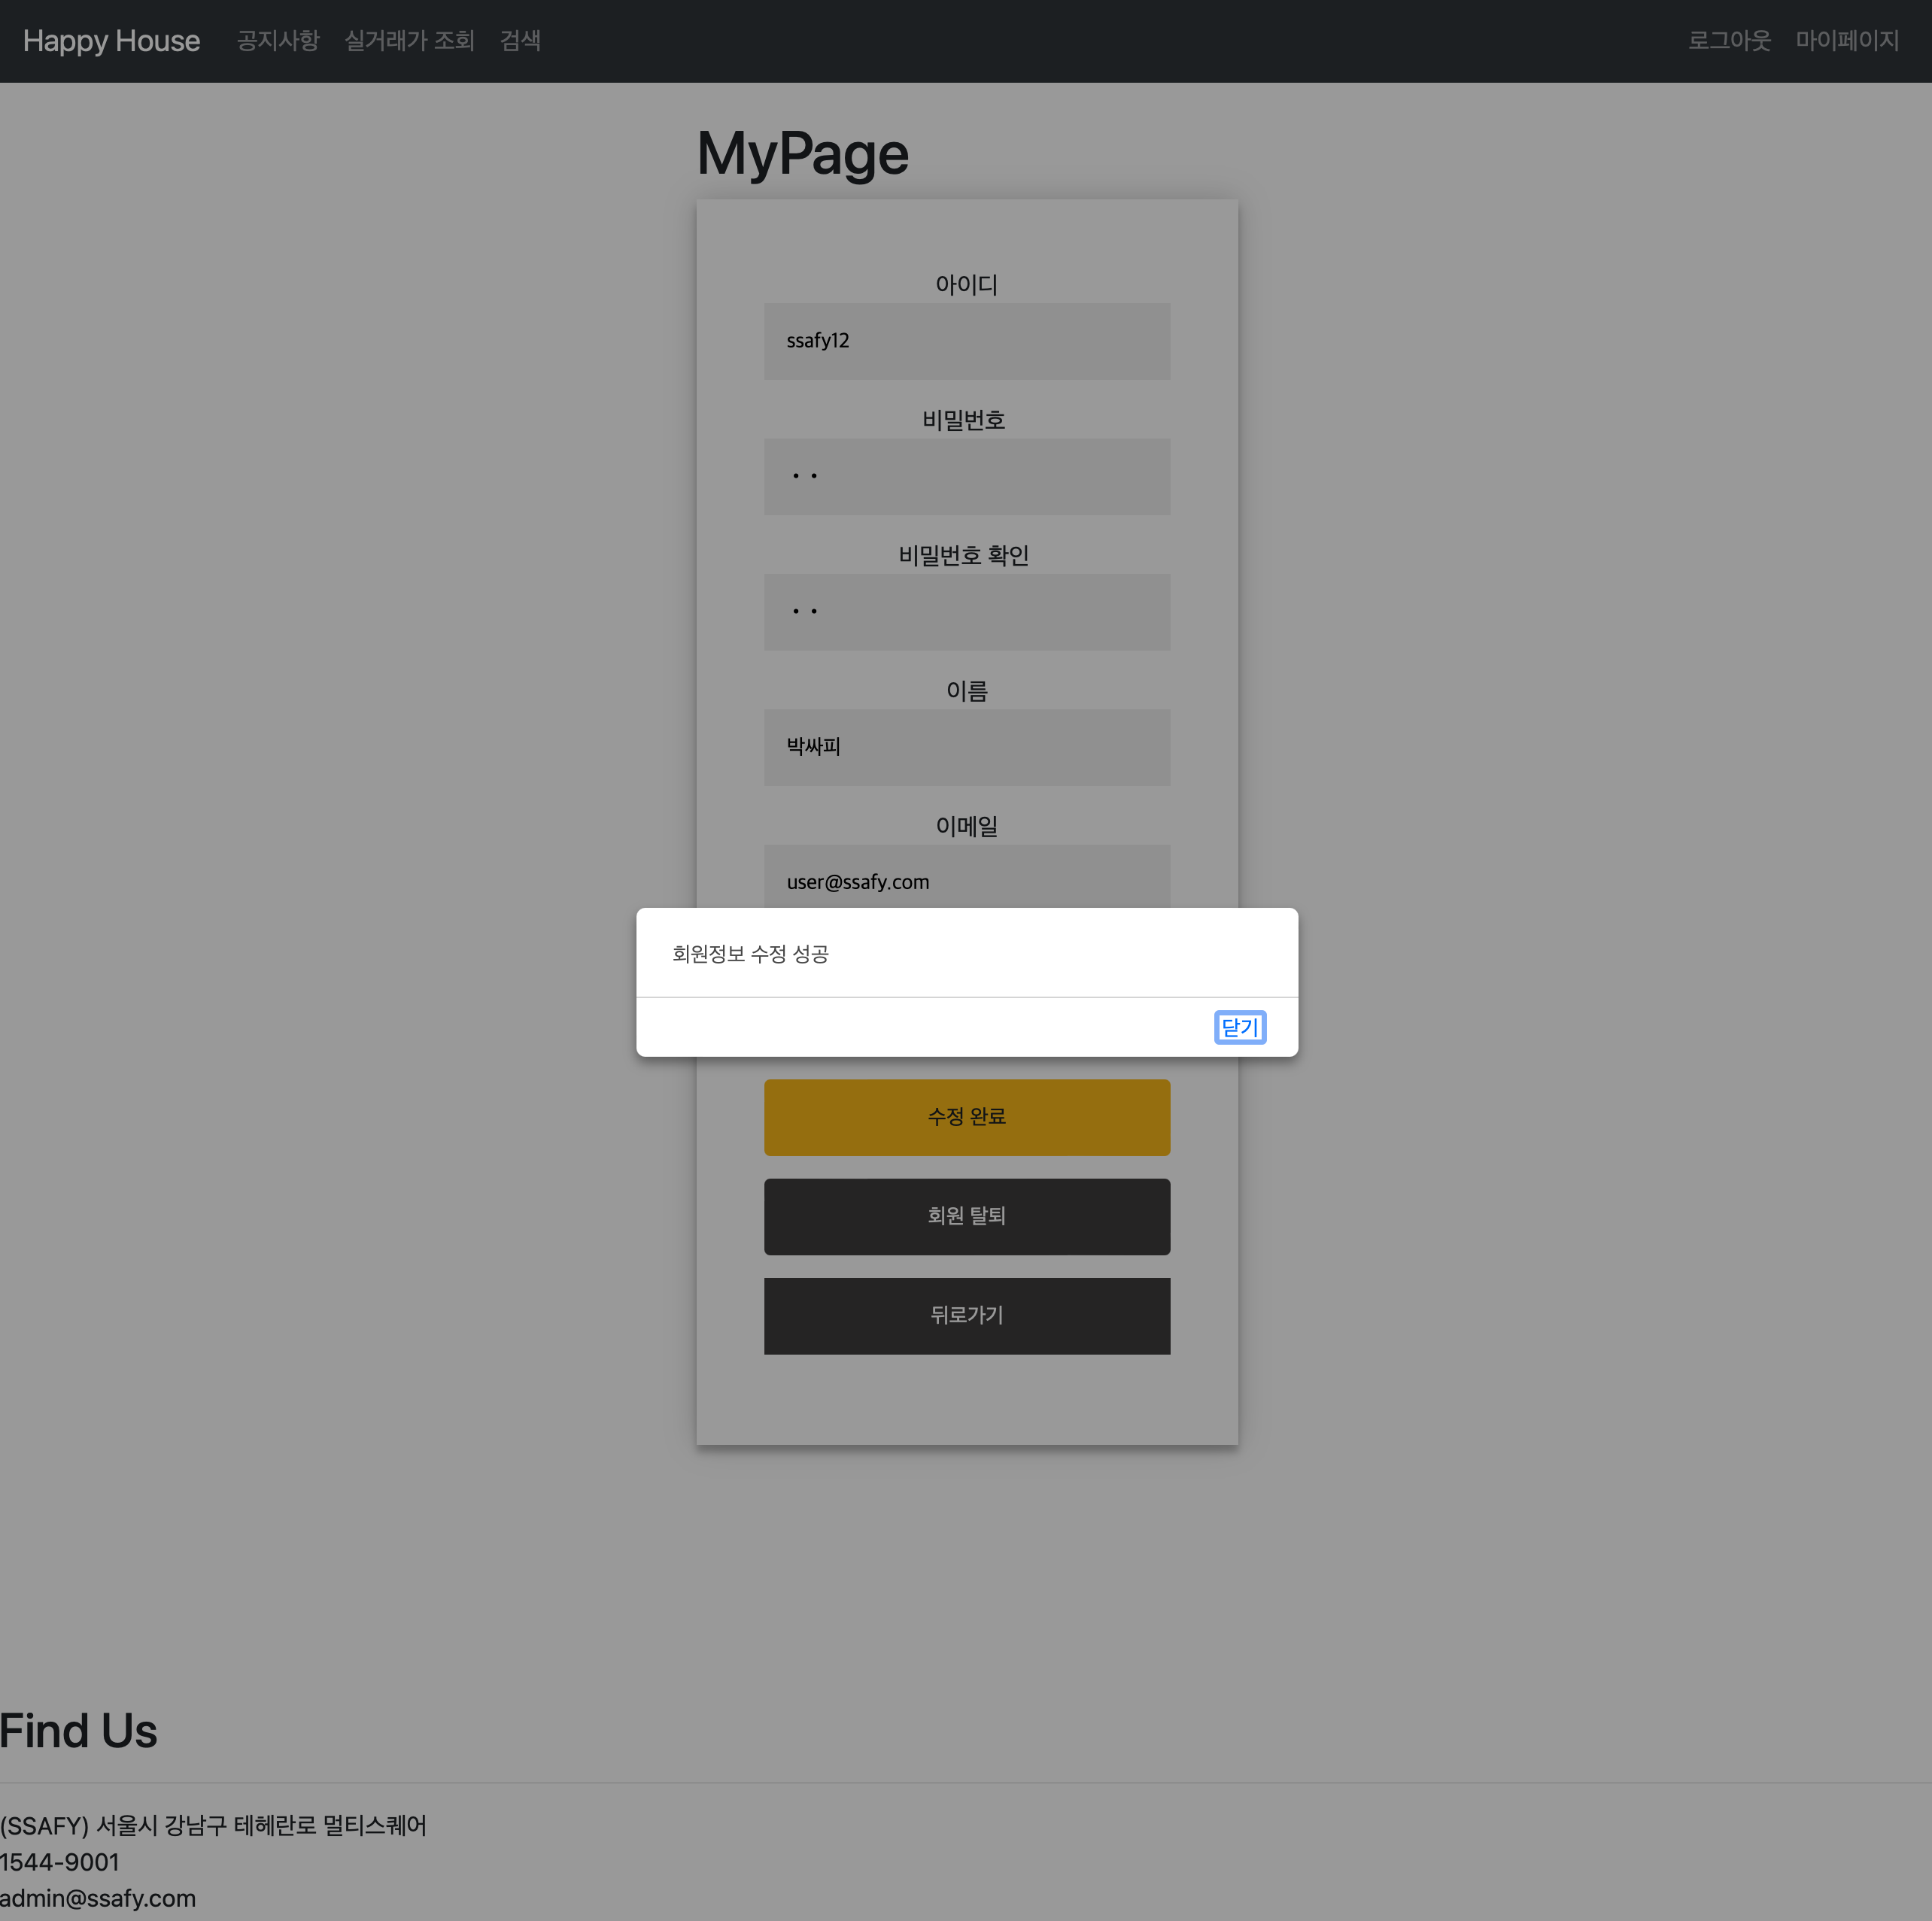 Happy House 공지사항 실거래가 조회 검색 로그아웃 마이페이지
MyPage
아이디
ssafy12
비밀번호
••
비밀번호 확인
••
이름
박싸피
이메일
user@ssafy.com
회원정보 수정 성공
닫기
수정 완료
회원 탈퇴
뒤로가기
Find Us
(SSAFY) 서울시 강남구 테헤란로 멀티스퀘어
1544-9001
admin@ssafy.com